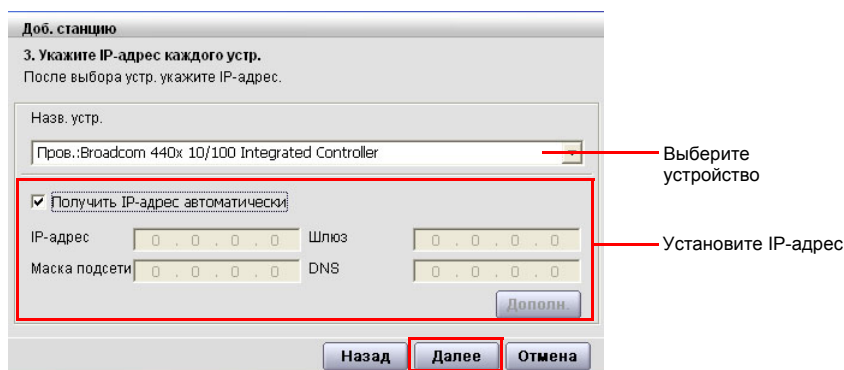 Доб. станцию
3. Укажите IP-адрес каждого устр.
После выбора устр. укажите IP-адрес.
Назв. устр.
Пров.:Broadcom 440x 10/100 Integrated Controller
Выберите
устройство
Получить IP-адрес автоматически
IP-адрес 0 . 0 . 0 . 0 Шлюз 0 . 0 . 0 . 0
Установите IP-адрес
Маска подсети 0 . 0 . 0 . 0 DNS 0 . 0 . 0 . 0
Дополн.
Назад Далее Отмена